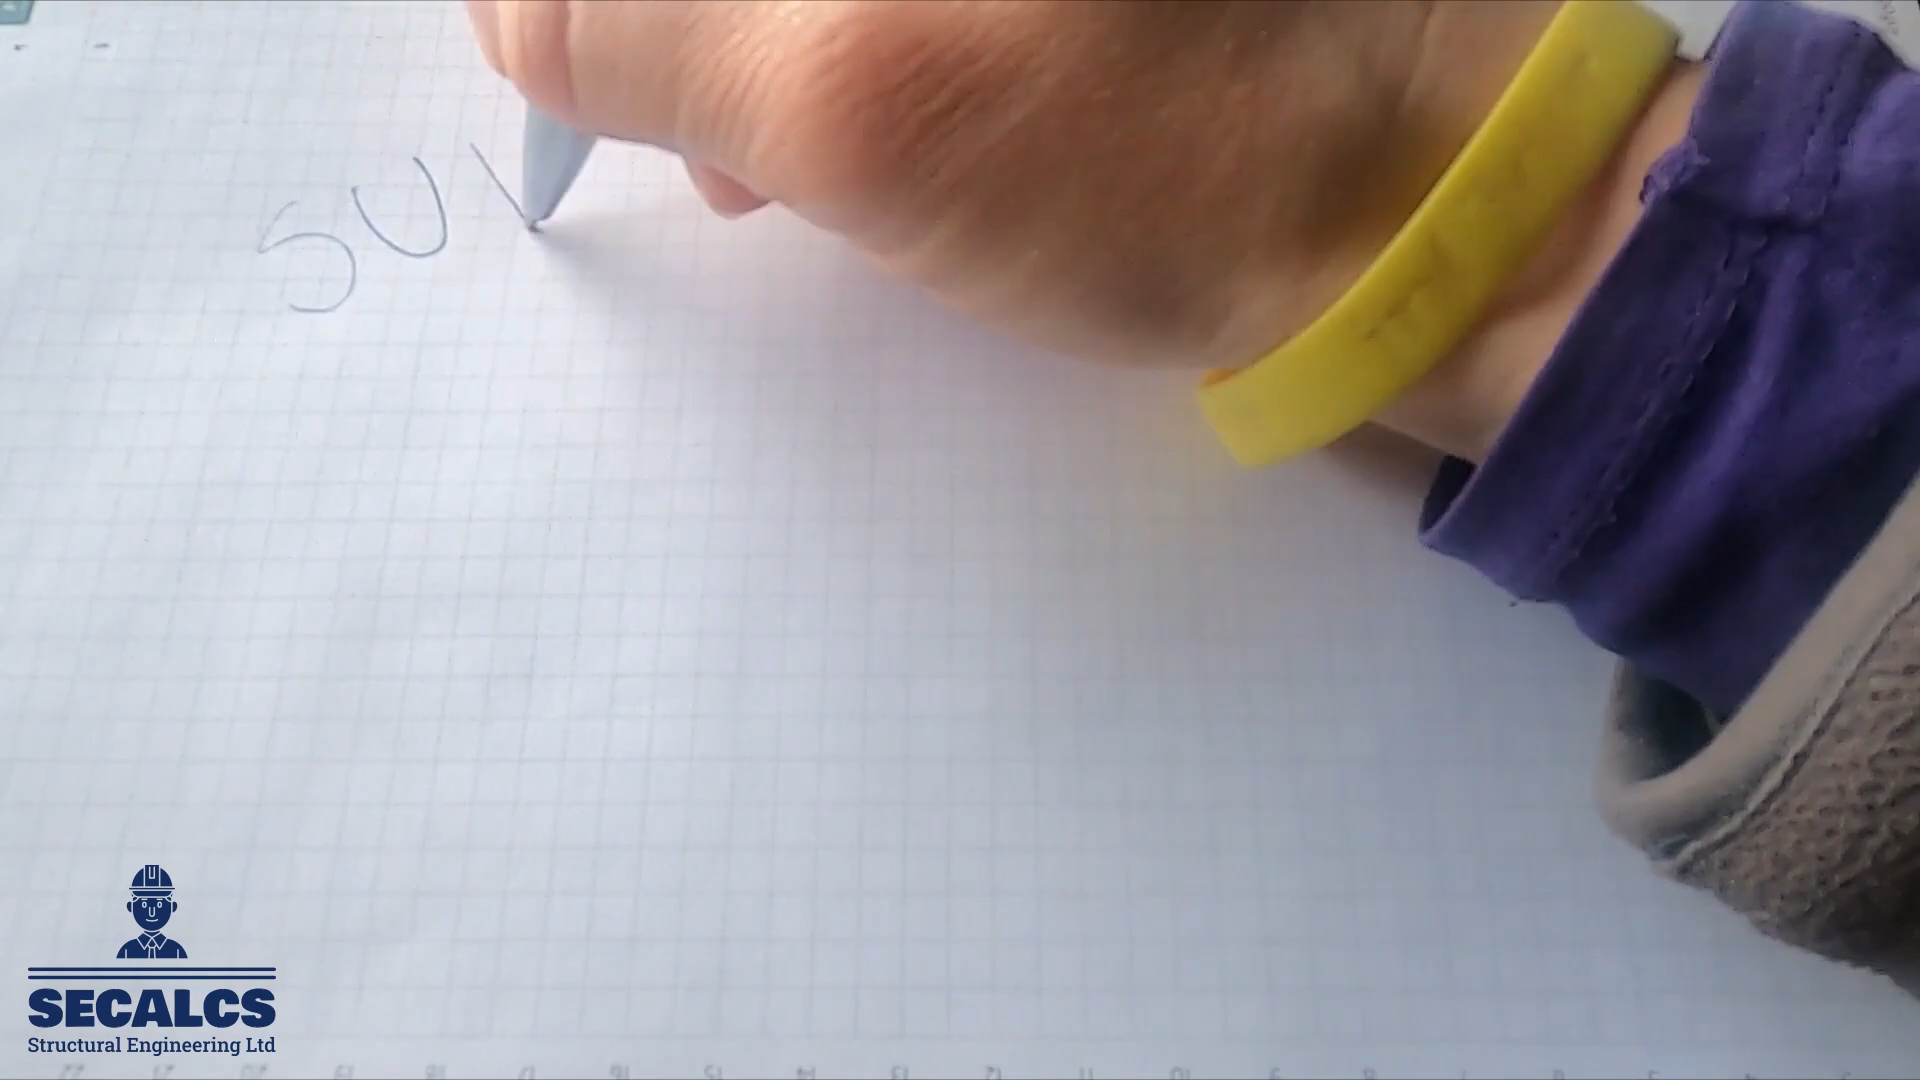 SU
SECALCS
Structural Engineering Ltd